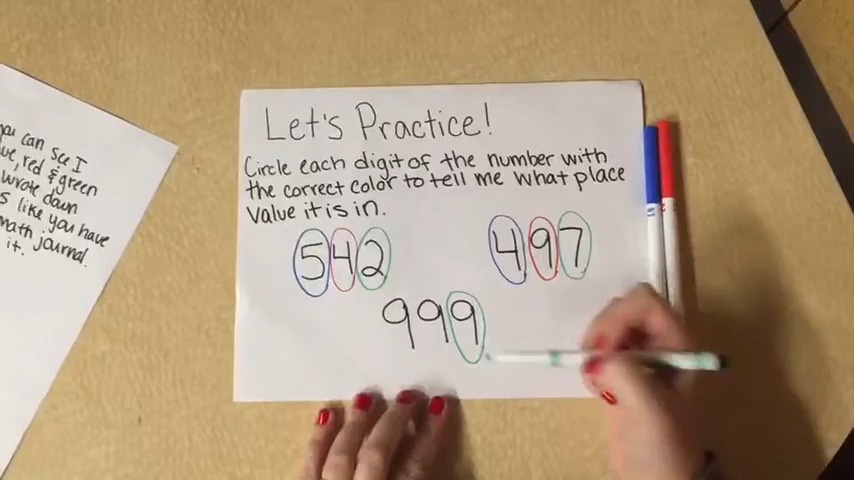 you can see I
red & green
wrote down
like you have
math journal
it.
Let's Practice!
Circle each digit of the number with
the correct color to tell me what place
value it is in.
542 497
999